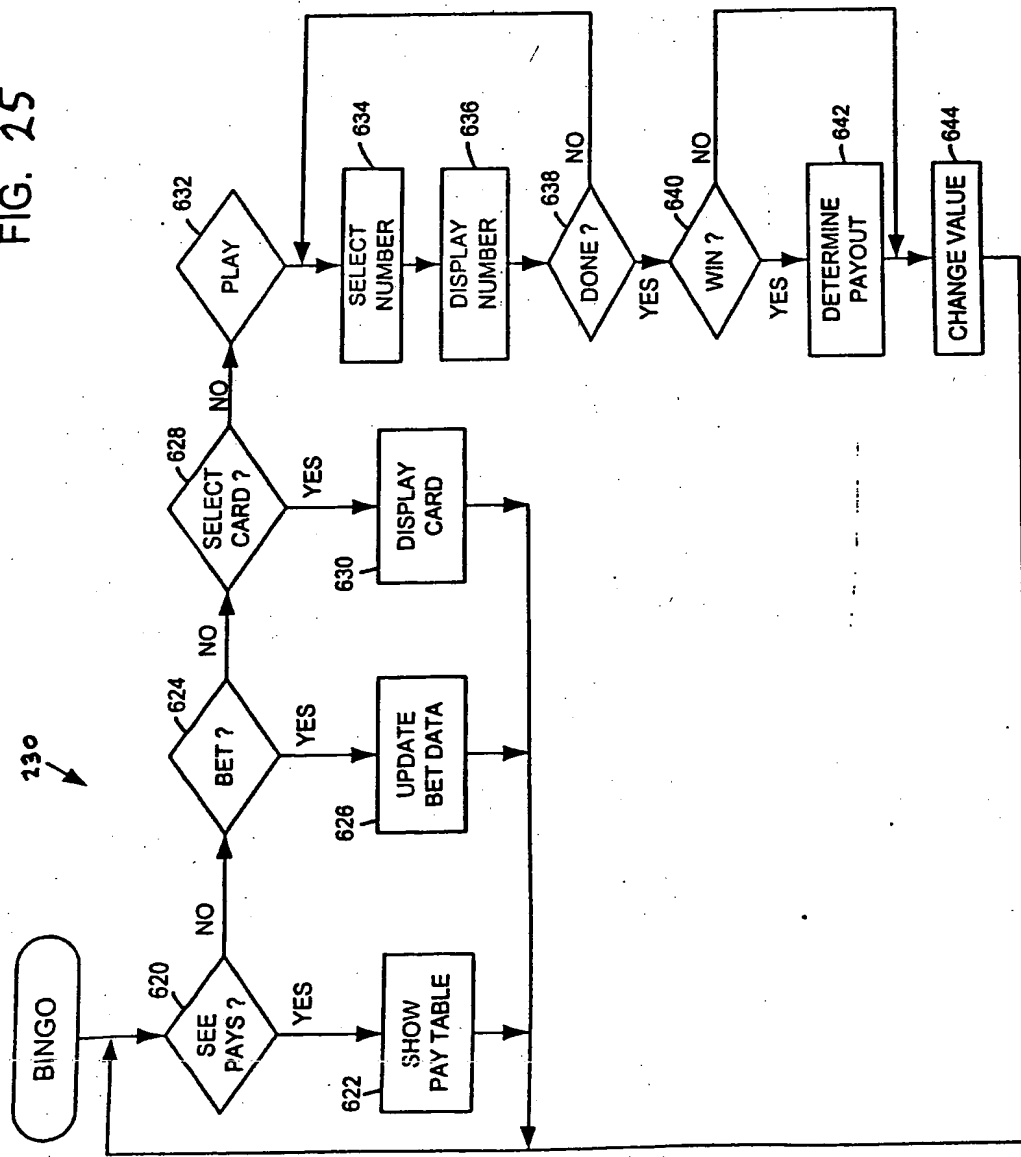 FIG. 25
230
BINGO
620
SEE
PAYS ?
NO
YES
622
SHOW
PAY TABLE
624
BET ?
NO
YES
626
UPDATE
BET DATA
628
SELECT
CARD ?
NO
YES
630
DISPLAY
CARD
632
PLAY
634
SELECT
NUMBER
636
DISPLAY
NUMBER
638
DONE ?
NO
YES
640
WIN ?
NO
YES
642
DETERMINE
PAYOUT
644
CHANGE VALUE